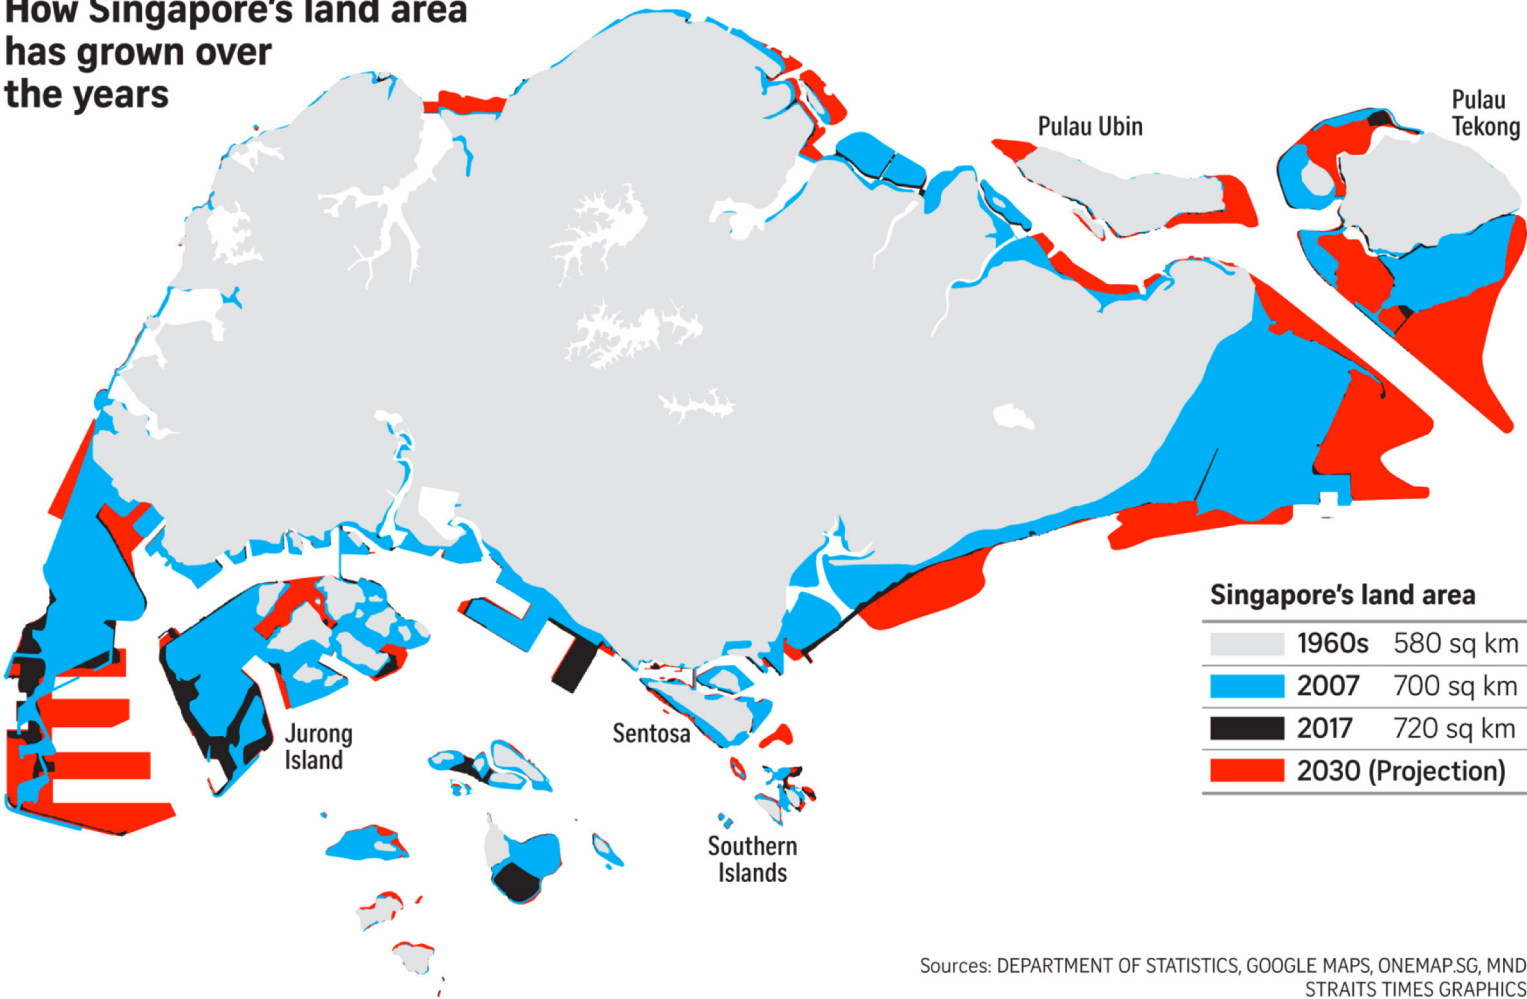 How Singapore's land area
has grown over
the years
Pulau Ubin
Pulau
Tekong
Singapore's land area
1960s 580 sq km
2007 700 sq km
2017 720 sq km
2030 (Projection)
Jurong
Island
Sentosa
Southern
Islands
Sources: DEPARTMENT OF STATISTICS, GOOGLE MAPS, ONEMAP.SG, MND
STRAITS TIMES GRAPHICS